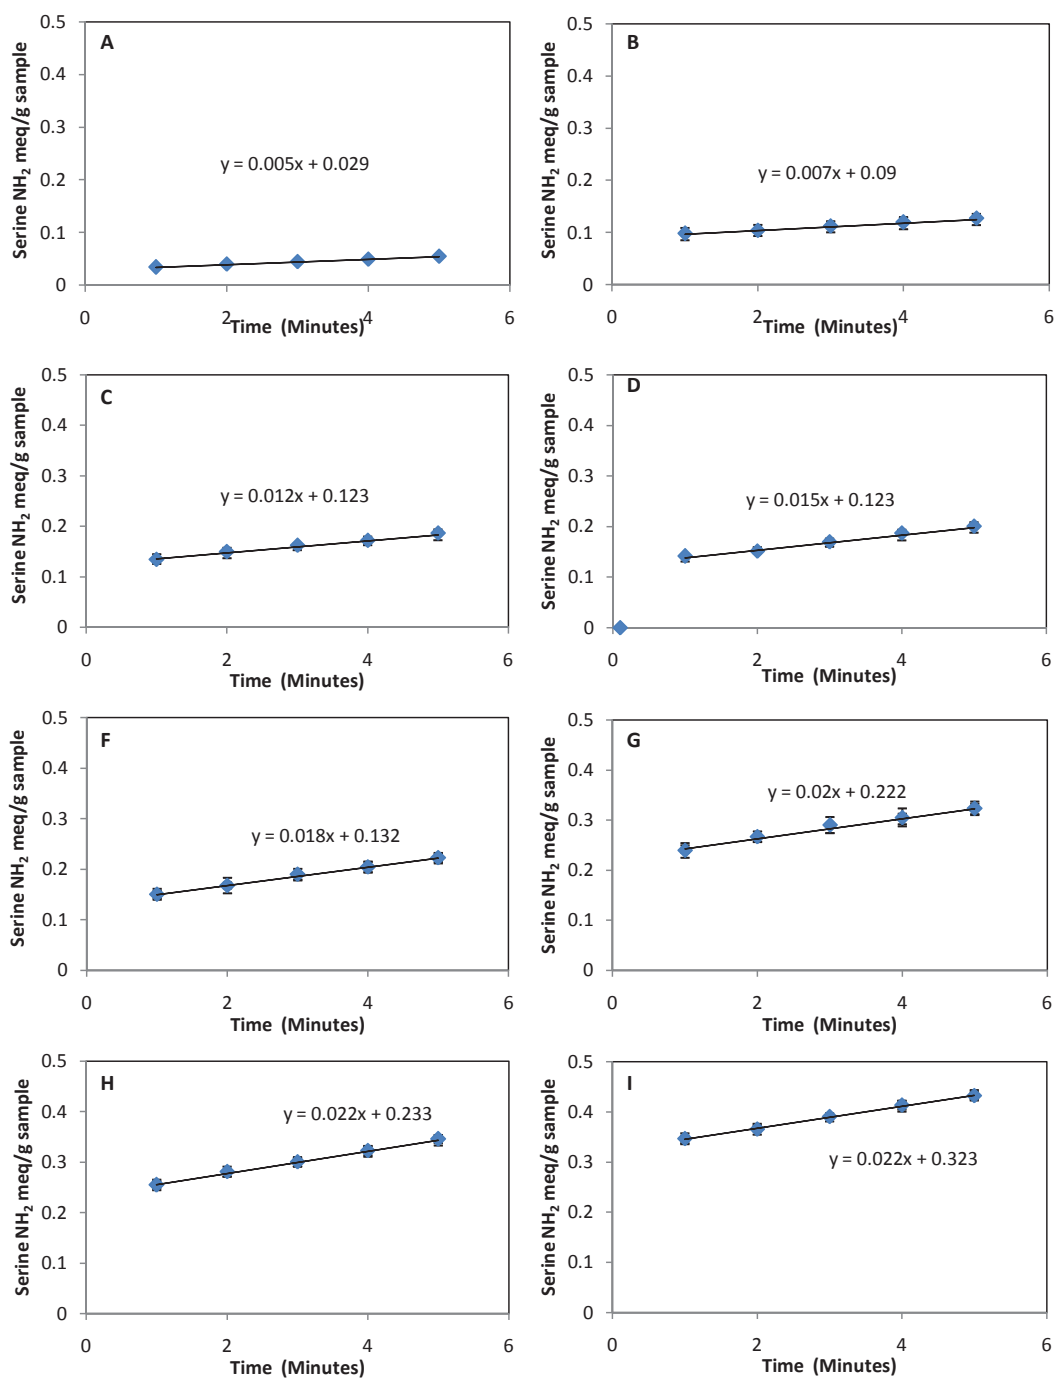 A
Serine NH2 meq/g sample
0.5
0.4
0.3
0.2
0.1
0
y = 0.005x + 0.029
0 2 4 6
Time (Minutes)
B
Serine NH2 meq/g sample
0.5
0.4
0.3
0.2
0.1
0
y = 0.007x + 0.09
0 2 4 6
Time (Minutes)
C
Serine NH2 meq/g sample
0.5
0.4
0.3
0.2
0.1
0
y = 0.012x + 0.123
0 2 4 6
Time (Minutes)
D
Serine NH2 meq/g sample
0.5
0.4
0.3
0.2
0.1
0
y = 0.015x + 0.123
0 2 4 6
Time (Minutes)
F
Serine NH2 meq/g sample
0.5
0.4
0.3
0.2
0.1
0
y = 0.018x + 0.132
0 2 4 6
Time (Minutes)
G
Serine NH2 meq/g sample
0.5
0.4
0.3
0.2
0.1
0
y = 0.02x + 0.222
0 2 4 6
Time (Minutes)
H
Serine NH2 meq/g sample
0.5
0.4
0.3
0.2
0.1
0
y = 0.022x + 0.233
0 2 4 6
Time (Minutes)
I
Serine NH2 meq/g sample
0.5
0.4
0.3
0.2
0.1
0
y = 0.022x + 0.323
0 2 4 6
Time (Minutes)